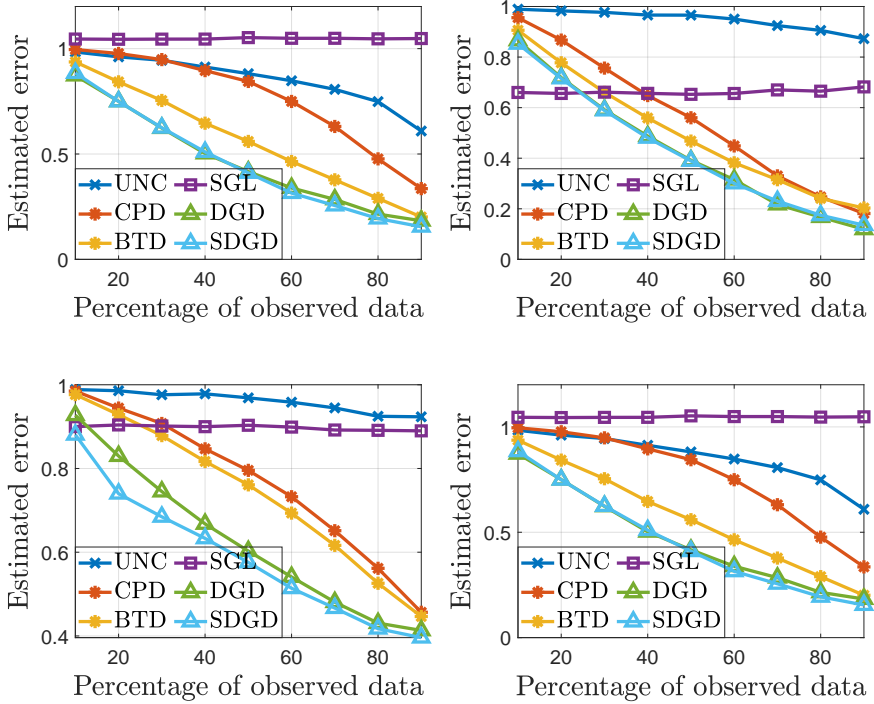 1
0.5
0
Estimated error
UNC SGL
CPD DGD
BTD SDGD
20 40 60 80
Percentage of observed data
1
0.8
0.6
0.4
0.2
0
Estimated error
UNC SGL
CPD DGD
BTD SDGD
20 40 60 80
Percentage of observed data
1
0.8
0.6
0.4
Estimated error
UNC SGL
CPD DGD
BTD SDGD
20 40 60 80
Percentage of observed data
1
0.5
0
Estimated error
UNC SGL
CPD DGD
BTD SDGD
20 40 60 80
Percentage of observed data